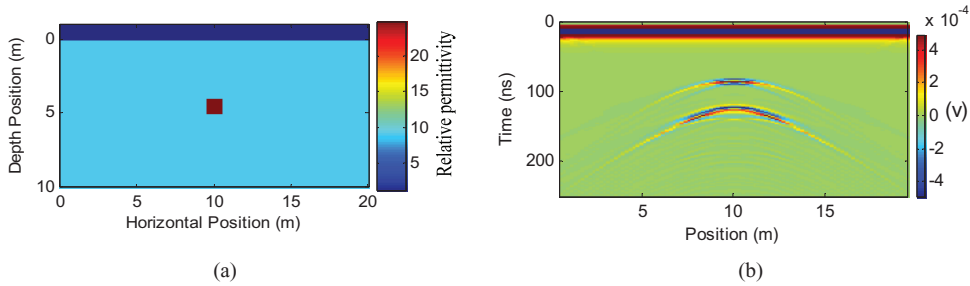 0
5
10
Depth Position (m)
0
5
10
15
20
Horizontal Position (m)
20
15
10
5
Relative permittivity
(a)
0
100
200
Time (ns)
5
10
15
Position (m)
x 10⁻⁴
4
2
0
-2
-4
(v)
(b)